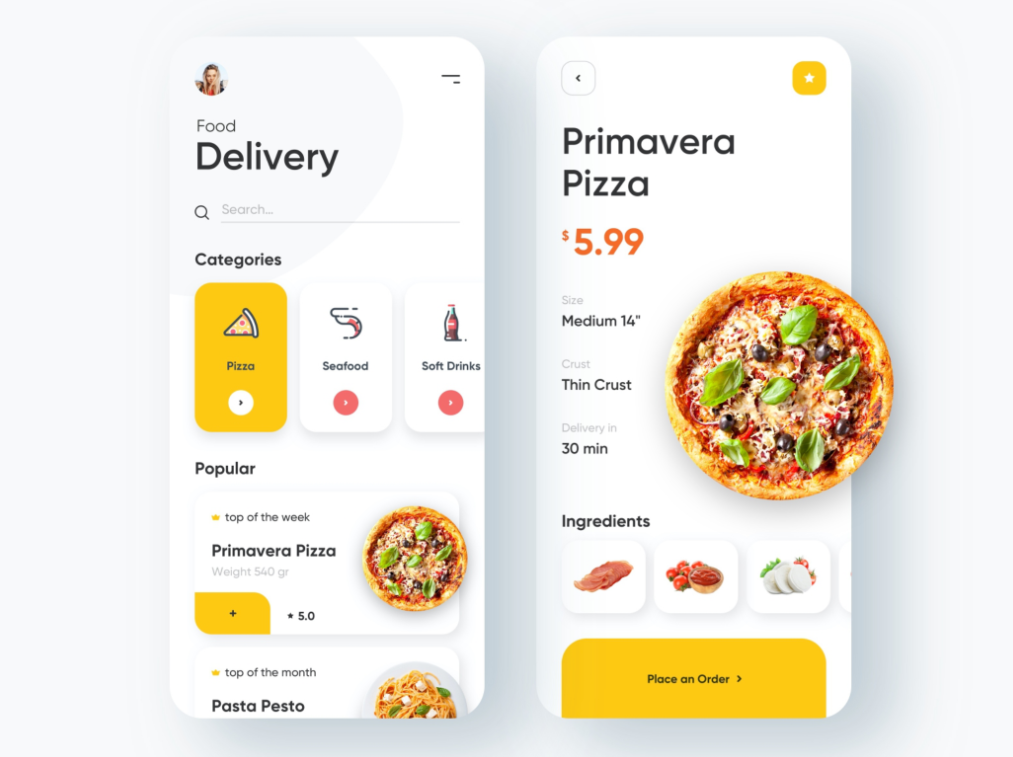 Food
Delivery
Search...
Categories
Pizza
Seafood
Soft Drinks
Popular
top of the week
Primavera Pizza
Weight 540 gr
+
★ 5.0
top of the month
Pasta Pesto
Primavera
Pizza
$ 5.99
Size
Medium 14"
Crust
Thin Crust
Delivery in
30 min
Ingredients
Place an Order >